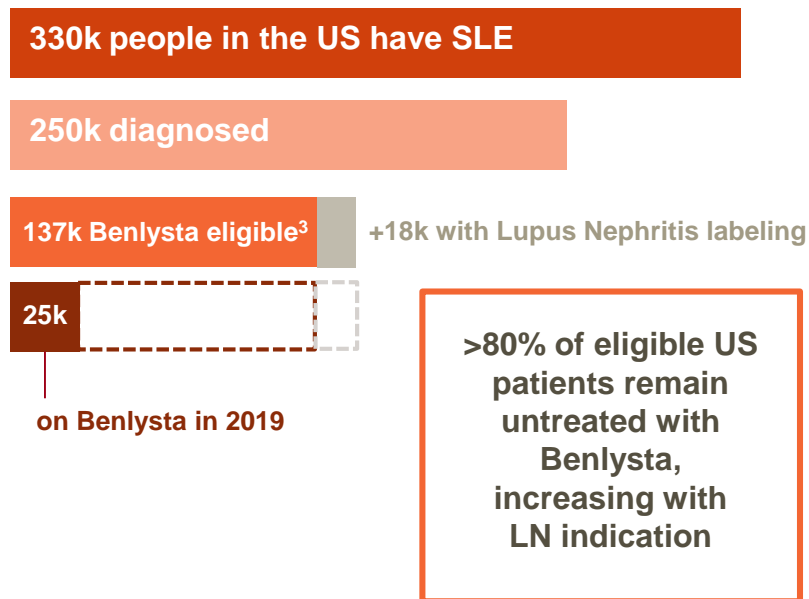 330k people in the US have SLE
250k diagnosed
137k Benlysta eligible³
+18k with Lupus Nephritis labeling
25k
on Benlysta in 2019
>80% of eligible US
patients remain
untreated with
Benlysta,
increasing with
LN indication